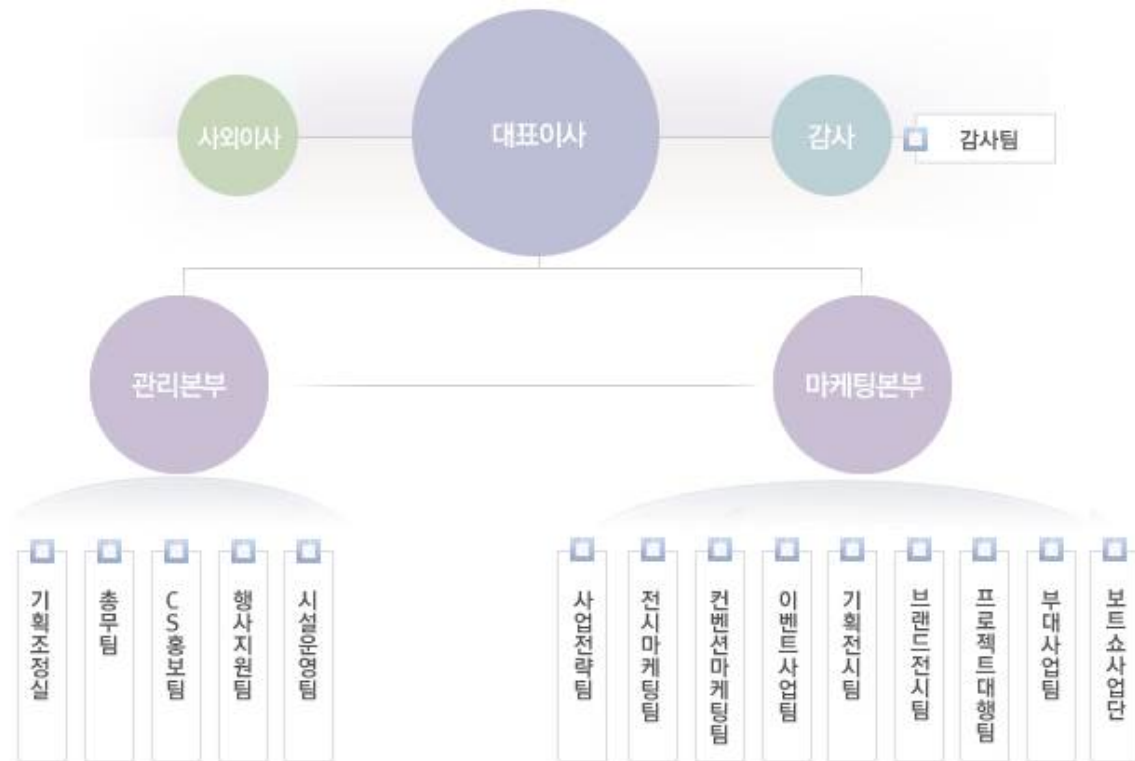 사외이사
대표이사
감사
감사팀
관리본부
마케팅본부
기획조정실
총무팀
CS홍보팀
행사지원팀
시설운영팀
사업전략팀
전시마케팅팀
컨벤션마케팅팀
이벤트사업팀
기획전시팀
브랜드전시팀
프로젝트대행팀
부대사업팀
보트쇼사업단